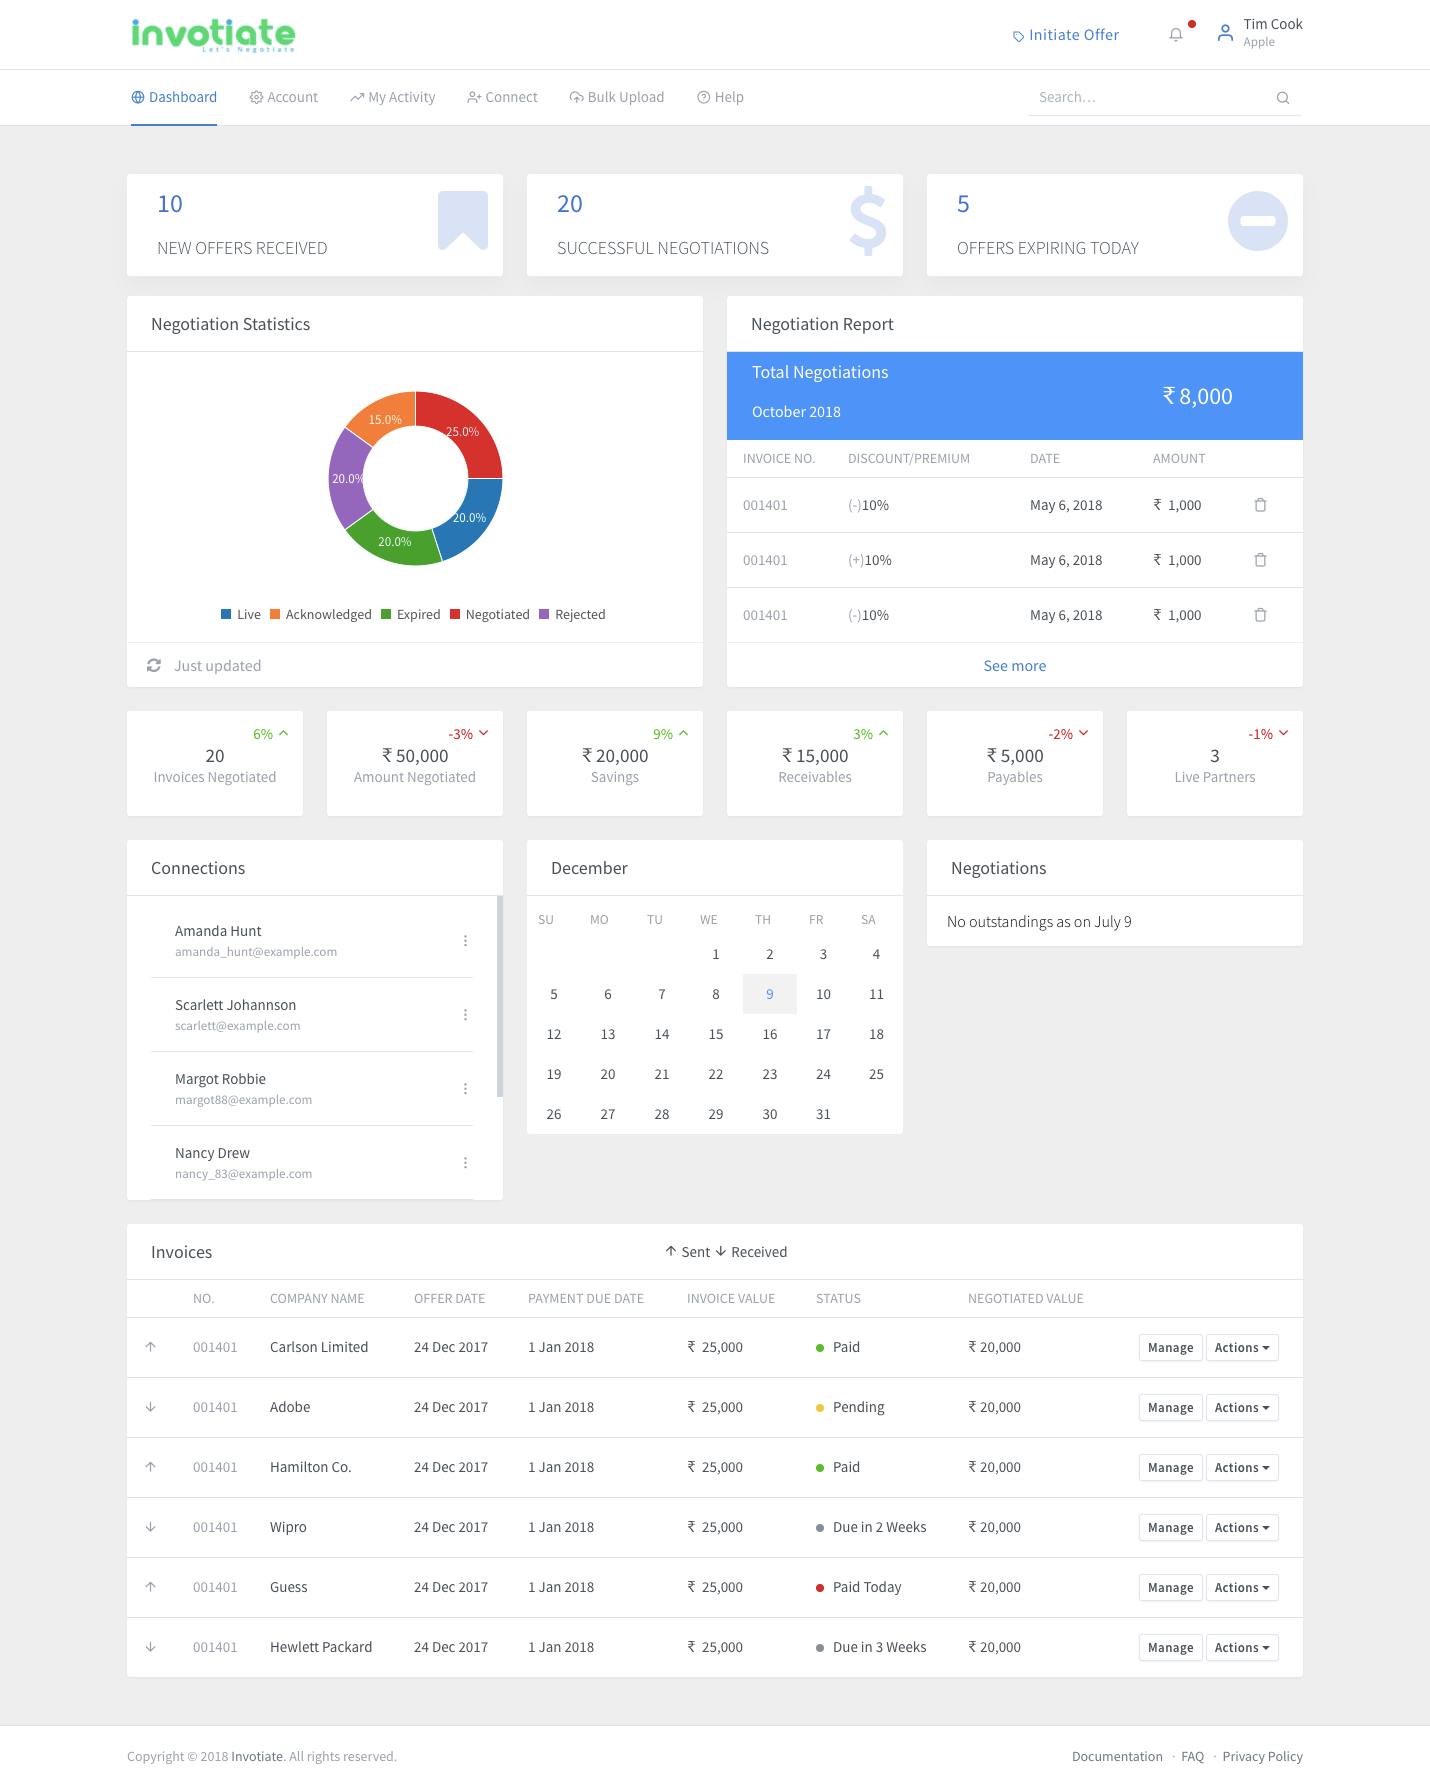 invotiate
Let's Negotiate
Initiate Offer
Tim Cook
Apple
Dashboard Account My Activity Connect Bulk Upload Help Search...
10
NEW OFFERS RECEIVED
20
SUCCESSFUL NEGOTIATIONS
5
OFFERS EXPIRING TODAY
Negotiation Statistics
15.0%
25.0%
20.0%
20.0%
20.0%
Live Acknowledged Expired Negotiated Rejected
Just updated
Negotiation Report
Total Negotiations
₹ 8,000
October 2018
INVOICE NO. DISCOUNT/PREMIUM DATE AMOUNT
001401 (-)10% May 6, 2018 ₹ 1,000
001401 (+)10% May 6, 2018 ₹ 1,000
001401 (-)10% May 6, 2018 ₹ 1,000
See more
6%
20
Invoices Negotiated
-3%
₹ 50,000
Amount Negotiated
9%
₹ 20,000
Savings
3%
₹ 15,000
Receivables
-2%
₹ 5,000
Payables
-1%
3
Live Partners
Connections
Amanda Hunt
amanda_hunt@example.com
Scarlett Johannson
scarlett@example.com
Margot Robbie
margot88@example.com
Nancy Drew
nancy_83@example.com
December
SU MO TU WE TH FR SA
1 2 3 4
5 6 7 8 9 10 11
12 13 14 15 16 17 18
19 20 21 22 23 24 25
26 27 28 29 30 31
Negotiations
No outstandings as on July 9
Invoices ↑ Sent ↓ Received
NO. COMPANY NAME OFFER DATE PAYMENT DUE DATE INVOICE VALUE STATUS NEGOTIATED VALUE
↑ 001401 Carlson Limited 24 Dec 2017 1 Jan 2018 ₹ 25,000 Paid ₹ 20,000 Manage Actions
↓ 001401 Adobe 24 Dec 2017 1 Jan 2018 ₹ 25,000 Pending ₹ 20,000 Manage Actions
↑ 001401 Hamilton Co. 24 Dec 2017 1 Jan 2018 ₹ 25,000 Paid ₹ 20,000 Manage Actions
↓ 001401 Wipro 24 Dec 2017 1 Jan 2018 ₹ 25,000 Due in 2 Weeks ₹ 20,000 Manage Actions
↑ 001401 Guess 24 Dec 2017 1 Jan 2018 ₹ 25,000 Paid Today ₹ 20,000 Manage Actions
↓ 001401 Hewlett Packard 24 Dec 2017 1 Jan 2018 ₹ 25,000 Due in 3 Weeks ₹ 20,000 Manage Actions
Copyright © 2018 Invotiate. All rights reserved.
Documentation · FAQ · Privacy Policy